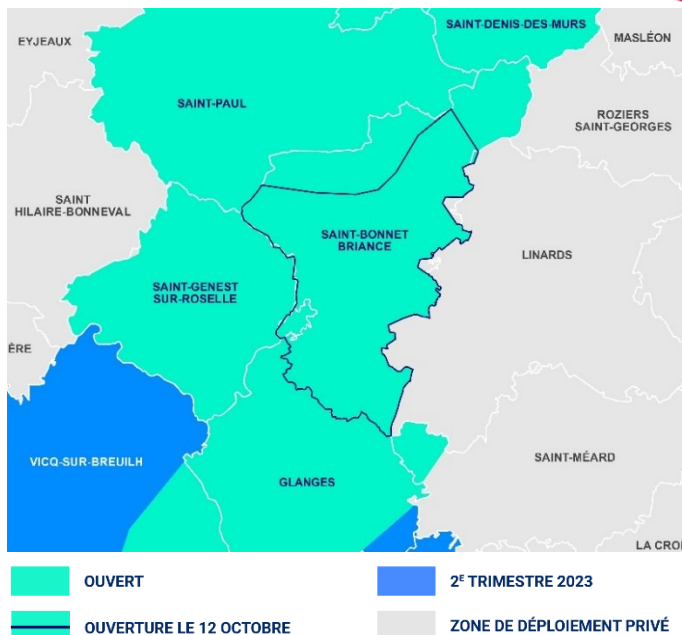 SAINT-DENIS-DES-MURS
EYJEAUX
MASLÉON
SAINT-PAUL
ROZIERS
SAINT-GEORGES
SAINT
HILAIRE-BONNEVAL
SAINT-BONNET
BRIANCE
LINARDS
SAINT-GENEST
SUR-ROSELLE
ÈRE
VICQ-SUR-BREUILH
SAINT-MÉARD
GLANGES
LA CROI
OUVERT
2E TRIMESTRE 2023
OUVERTURE LE 12 OCTOBRE
ZONE DE DÉPLOIEMENT PRIVÉ